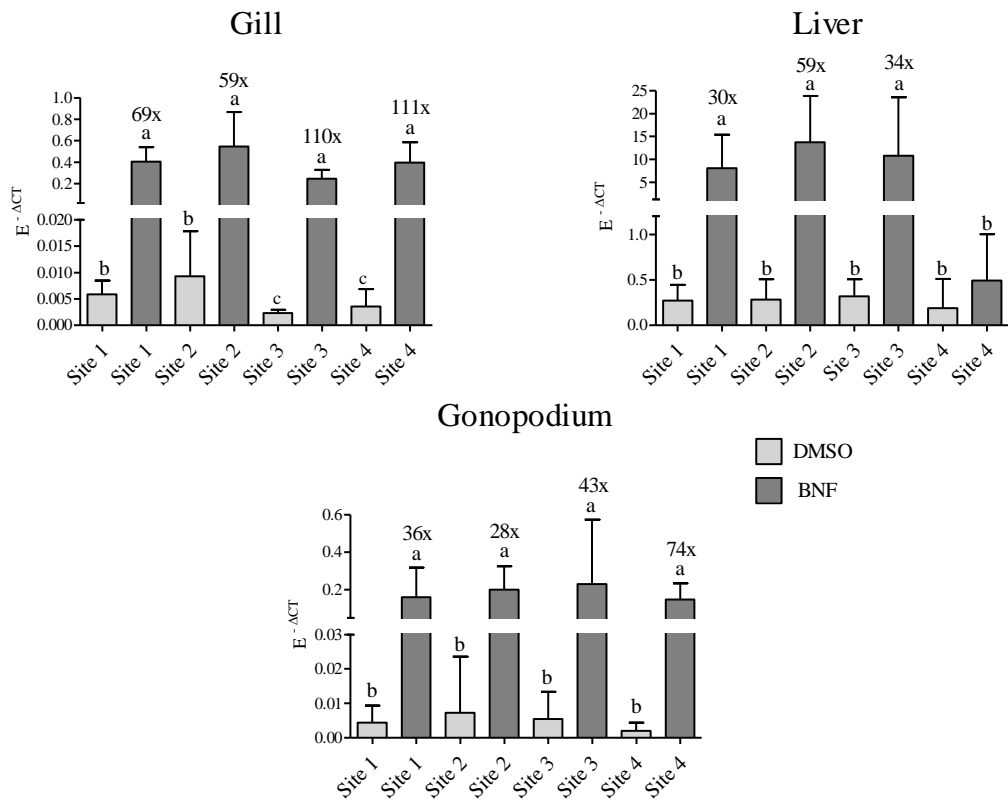 Gill
59x
69x a 110x 111x
a a a
1.0
0.8
0.6
0.4
0.2
0.020
0.015
0.010
0.005
0.000
E - ΔCT
b b c c
Site 1 Site 1 Site 2 Site 2 Site 3 Site 3 Site 4 Site 4
Liver
59x 34x
30x a a
a
25
20
15
10
5
1.0
0.5
0.0
E - ΔCT
b b b b b
Site 1 Site 1 Site 2 Site 2 Sie 3 Site 3 Site 4 Site 4
Gonopodium
43x
36x 28x a 74x
a a a
0.6
0.4
0.2
0.03
0.02
0.01
0.00
E - ΔCT
b b b b
Site 1 Site 1 Site 2 Site 2 Site 3 Site 3 Site 4 Site 4
DMSO
BNF